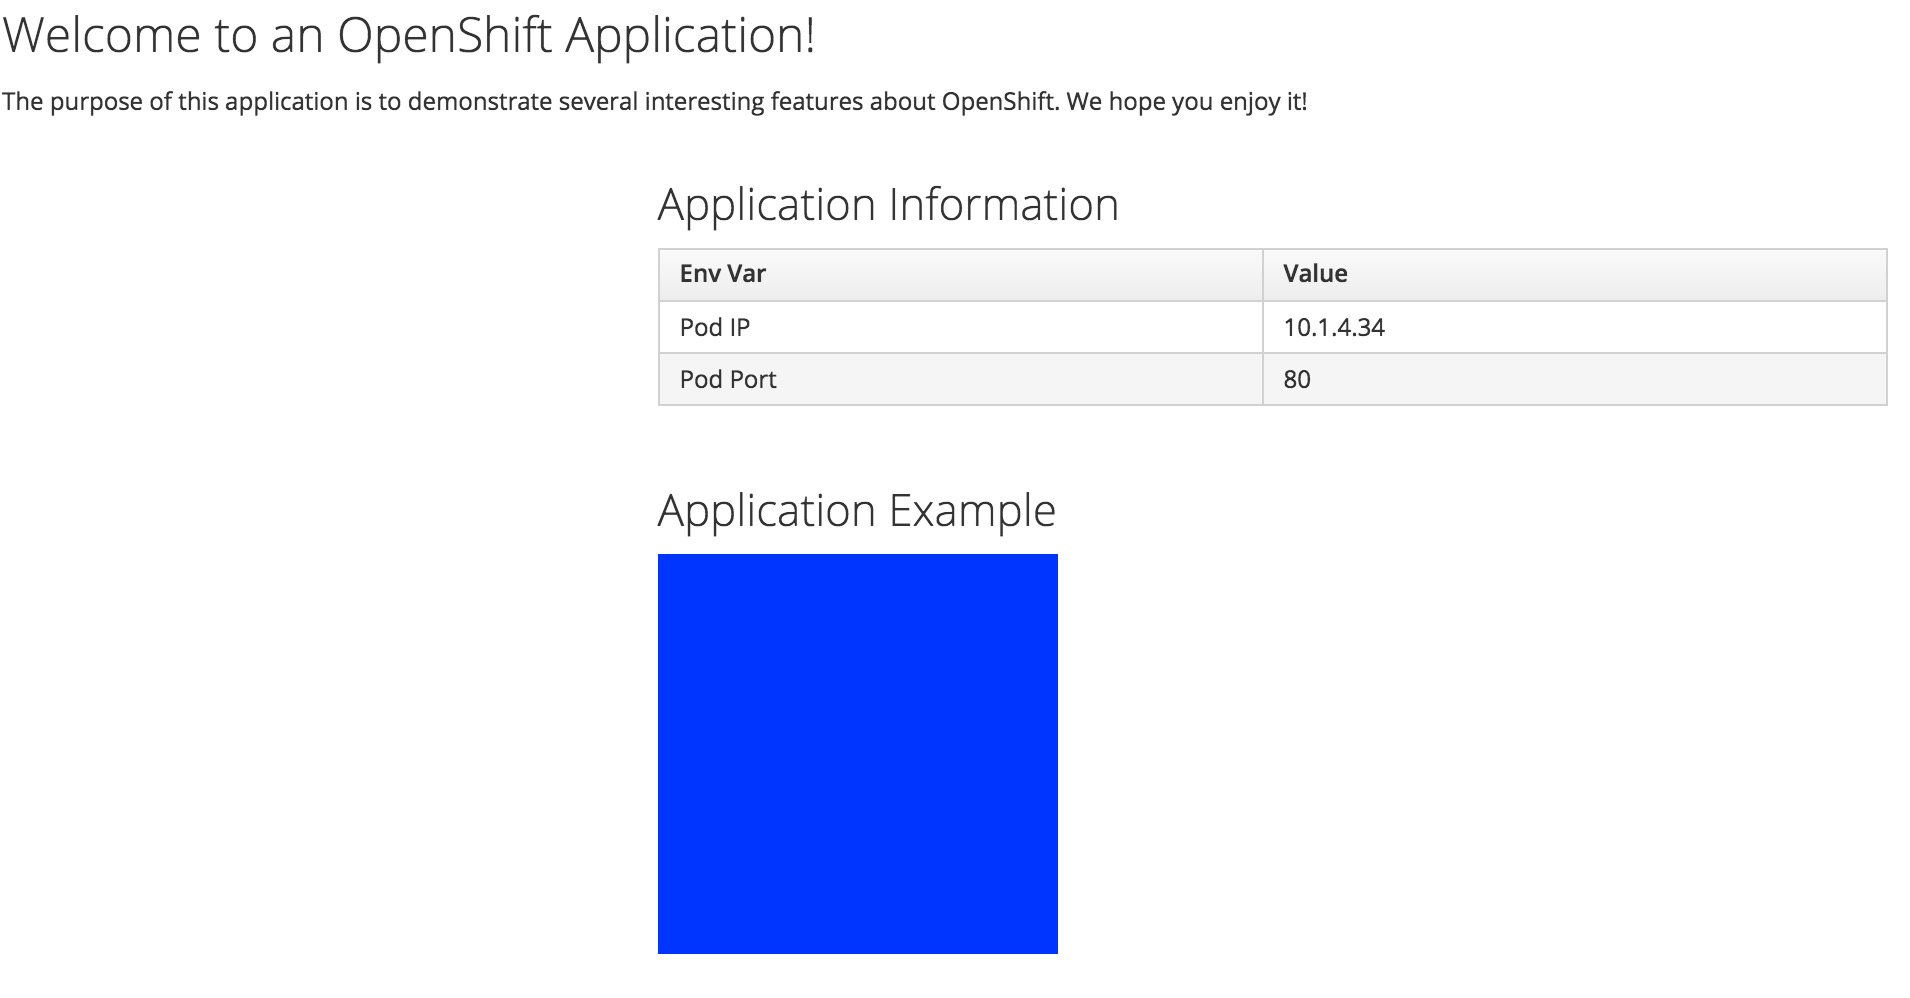 Welcome to an OpenShift Application!
The purpose of this application is to demonstrate several interesting features about OpenShift. We hope you enjoy it!
Application Information
Env Var Value
Pod IP 10.1.4.34
Pod Port 80
Application Example